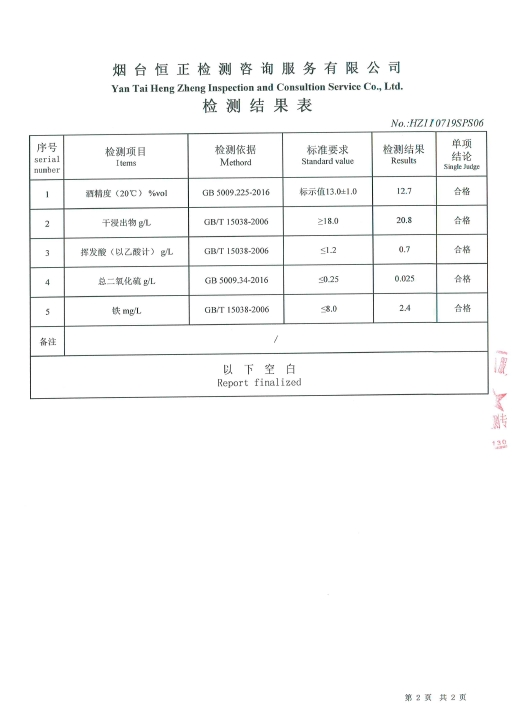 烟台恒正检测咨询服务有限公司
Yan Tai Heng Zheng Inspection and Consultion Service Co., Ltd.
检测结果表
No.:HZ110719SPS06
序号 serial number 检测项目 Items 检测依据 Methord 标准要求 Standard value 检测结果 Results 单项结论 Single Judge
1 酒精度（20℃） %vol GB 5009.225-2016 标示值13.0±1.0 12.7 合格
2 干浸出物 g/L GB/T 15038-2006 ≥18.0 20.8 合格
3 挥发酸（以乙酸计） g/L GB/T 15038-2006 ≤1.2 0.7 合格
4 总二氧化硫 g/L GB 5009.34-2016 ≤0.25 0.025 合格
5 铁 mg/L GB/T 15038-2006 ≤8.0 2.4 合格
备注 /
以下空白
Report finalized
第 2 页 共 2 页